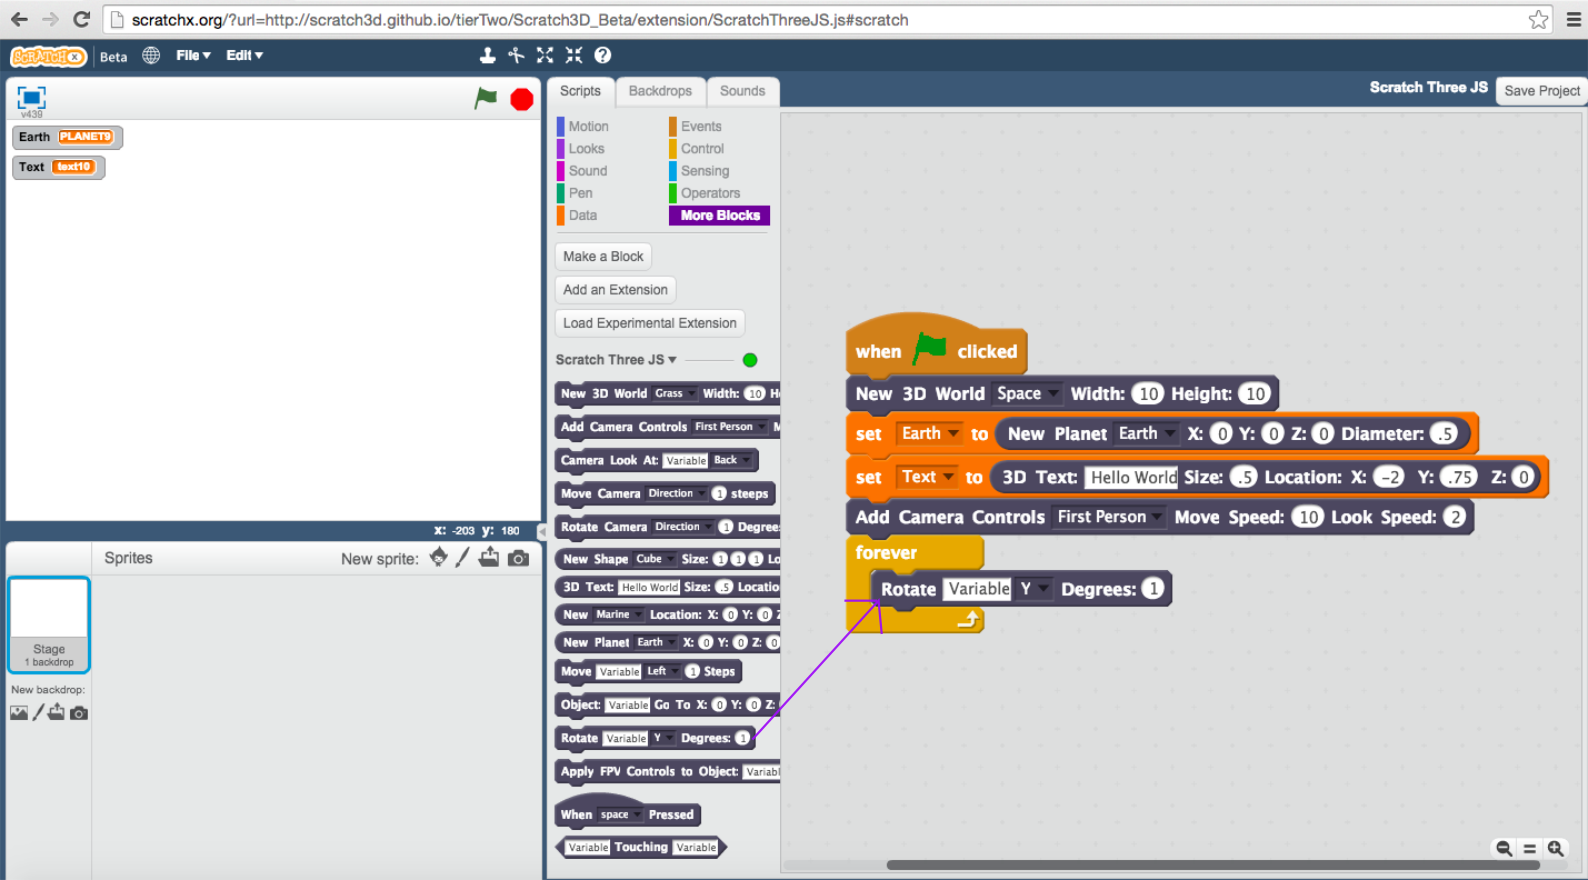 scratchx.org/?url=http://scratch3d.github.io/tierTwo/Scratch3D_Beta/extension/ScratchThreeJS.js#scratch
SCRATCHX Beta File Edit ?
Scratch Three JS Save Project
v439
Earth PLANET9
Text text10
x: -203 y: 180
Sprites New sprite:
Stage
1 backdrop
New backdrop:
Scripts Backdrops Sounds
Motion Events
Looks Control
Sound Sensing
Pen Operators
Data More Blocks
Make a Block
Add an Extension
Load Experimental Extension
Scratch Three JS
New 3D World Grass Width: 10 H
Add Camera Controls First Person M
Camera Look At: Variable Back
Move Camera Direction 1 steeps
Rotate Camera Direction 1 Degree
New Shape Cube Size: 1 1 1 Lo
3D Text: Hello World Size: .5 Locatio
New Marine Location: X: 0 Y: 0 Z
New Planet Earth X: 0 Y: 0 Z: 0
Move Variable Left 1 Steps
Object: Variable Go To X: 0 Y: 0 Z:
Rotate Variable Y Degrees: 1
Apply FPV Controls to Object: Variabl
When space Pressed
Variable Touching Variable
when clicked
New 3D World Space Width: 10 Height: 10
set Earth to New Planet Earth X: 0 Y: 0 Z: 0 Diameter: .5
set Text to 3D Text: Hello World Size: .5 Location: X: -2 Y: .75 Z: 0
Add Camera Controls First Person Move Speed: 10 Look Speed: 2
forever
Rotate Variable Y Degrees: 1